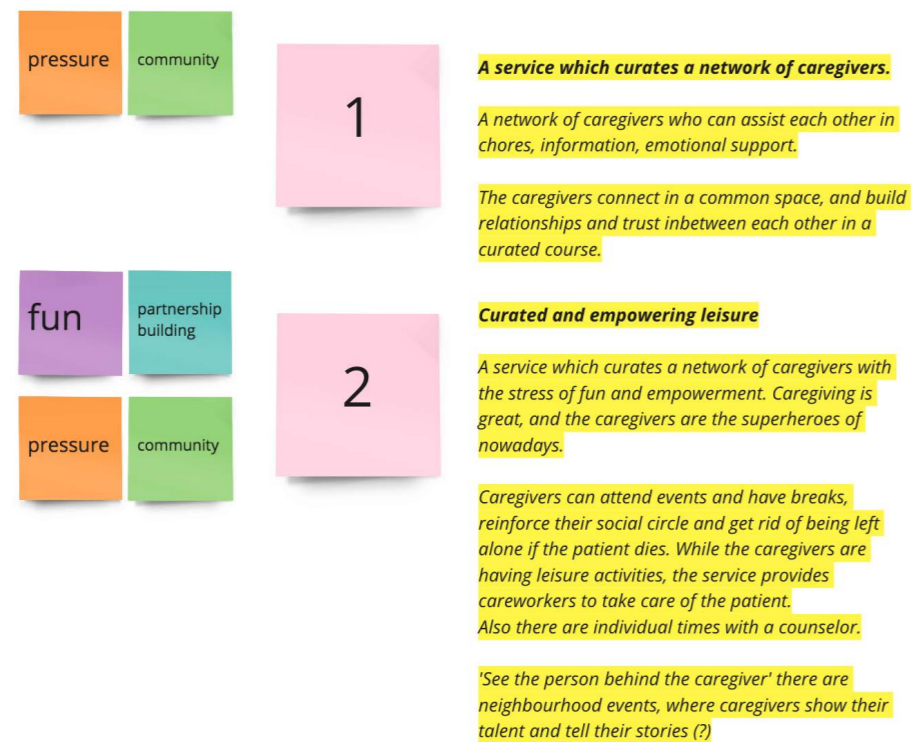 pressure
community
1
A service which curates a network of caregivers.
A network of caregivers who can assist each other in
chores, information, emotional support.
The caregivers connect in a common space, and build
relationships and trust inbetween each other in a
curated course.
fun
partnership
building
pressure
community
2
Curated and empowering leisure
A service which curates a network of caregivers with
the stress of fun and empowerment. Caregiving is
great, and the caregivers are the superheroes of
nowadays.
Caregivers can attend events and have breaks,
reinforce their social circle and get rid of being left
alone if the patient dies. While the caregivers are
having leisure activities, the service provides
careworkers to take care of the patient.
Also there are individual times with a counselor.
'See the person behind the caregiver' there are
neighbourhood events, where caregivers show their
talent and tell their stories (?)